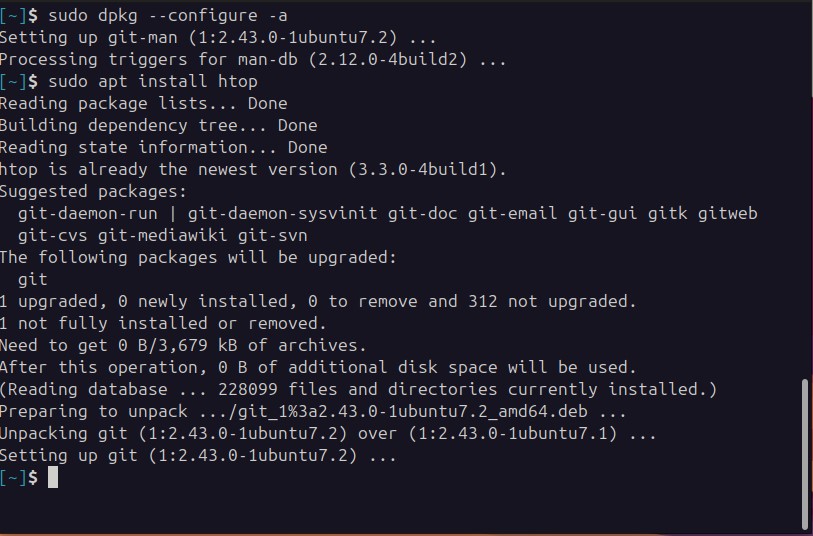 [~]$ sudo dpkg --configure -a
Setting up git-man (1:2.43.0-1ubuntu7.2) ...
Processing triggers for man-db (2.12.0-4build2) ...
[~]$ sudo apt install htop
Reading package lists... Done
Building dependency tree... Done
Reading state information... Done
htop is already the newest version (3.3.0-4build1).
Suggested packages:
  git-daemon-run | git-daemon-sysvinit git-doc git-email git-gui gitk gitweb
  git-cvs git-mediawiki git-svn
The following packages will be upgraded:
  git
1 upgraded, 0 newly installed, 0 to remove and 312 not upgraded.
1 not fully installed or removed.
Need to get 0 B/3,679 kB of archives.
After this operation, 0 B of additional disk space will be used.
(Reading database ... 228099 files and directories currently installed.)
Preparing to unpack .../git_1%3a2.43.0-1ubuntu7.2_amd64.deb ...
Unpacking git (1:2.43.0-1ubuntu7.2) over (1:2.43.0-1ubuntu7.1) ...
Setting up git (1:2.43.0-1ubuntu7.2) ...
[~]$